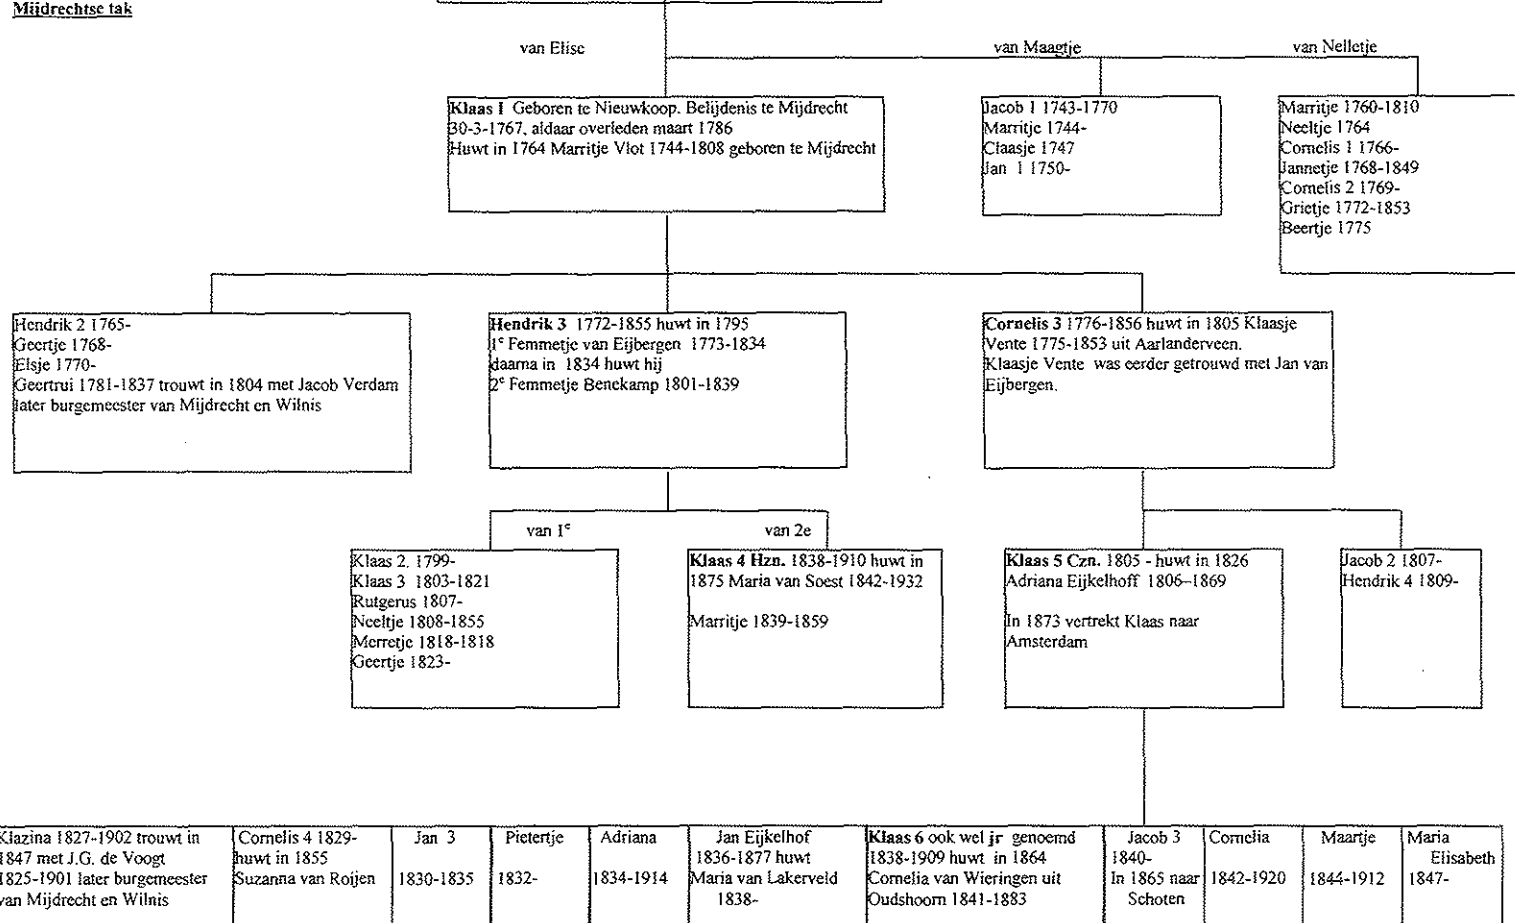 Mijdrechtse tak
van Elise
van Maagtje
van Nelletje
Klaas 1 Geboren te Nieuwkoop. Belijdenis te Mijdrecht
30-3-1767, aldaar overleden maart 1786
Huwt in 1764 Marritje Vlot 1744-1808 geboren te Mijdrecht
Jacob 1 1743-1770
Marritje 1744-
Claasje 1747
Jan 1 1750-
Marritje 1760-1810
Neeltje 1764
Cornelis 1 1766-
Jannetje 1768-1849
Cornelis 2 1769-
Grietje 1772-1853
Beertje 1775
Hendrik 2 1765-
Geertje 1768-
Elsje 1770-
Geertrui 1781-1837 trouwt in 1804 met Jacob Verdam
later burgemeester van Mijdrecht en Wilnis
Hendrik 3 1772-1855 huwt in 1795
1e Femmetje van Eijbergen 1773-1834
daarna in 1834 huwt hij
2e Femmetje Benekamp 1801-1839
Cornelis 3 1776-1856 huwt in 1805 Klaasje
Vente 1775-1853 uit Aarlanderveen.
Klaasje Vente was eerder getrouwd met Jan van
Eijbergen.
van 1e
van 2e
Klaas 2. 1799-
Klaas 3 1803-1821
Rutgerus 1807-
Neeltje 1808-1855
Merretje 1818-1818
Geertje 1823-
Klaas 4 Hzn. 1838-1910 huwt in
1875 Maria van Soest 1842-1932
Marritje 1839-1859
Klaas 5 Czn. 1805 - huwt in 1826
Adriana Eijkelhoff 1806-1869
In 1873 vertrekt Klaas naar
Amsterdam
Jacob 2 1807-
Hendrik 4 1809-
Klazina 1827-1902 trouwt in
1847 met J.G. de Voogt
1825-1901 later burgemeester
van Mijdrecht en Wilnis
Cornelis 4 1829-
huwt in 1855
Suzanna van Roijen
Jan 3
1830-1835
Pietertje
1832-
Adriana
1834-1914
Jan Eijkelhof
1836-1877 huwt
Maria van Lakerveld
1838-
Klaas 6 ook wel jr genoemd
1838-1909 huwt in 1864
Cornelia van Wieringen uit
Oudshoorn 1841-1883
Jacob 3
1840-
In 1865 naar
Schoten
Cornelia
1842-1920
Maartje
1844-1912
Maria
Elisabeth
1847-